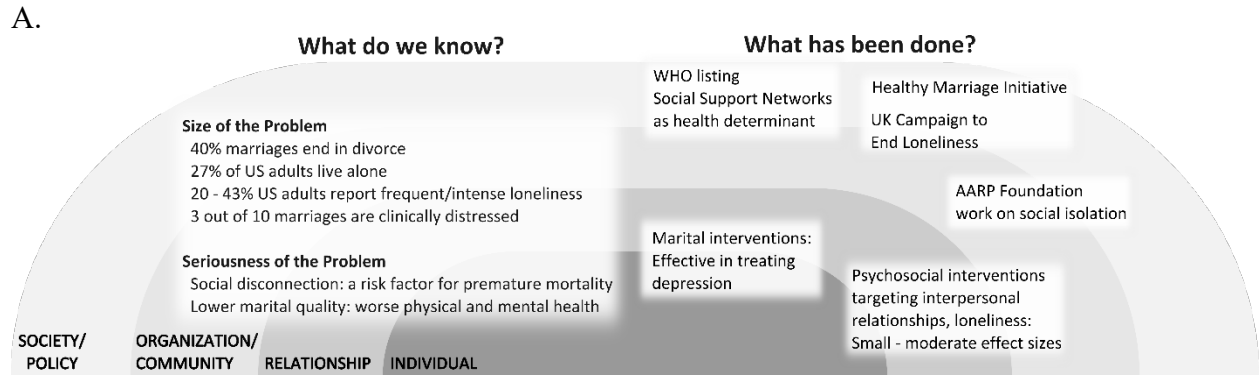 A.
What do we know?
What has been done?
Size of the Problem
40% marriages end in divorce
27% of US adults live alone
20 - 43% US adults report frequent/intense loneliness
3 out of 10 marriages are clinically distressed
Seriousness of the Problem
Social disconnection: a risk factor for premature mortality
Lower marital quality: worse physical and mental health
WHO listing
Social Support Networks
as health determinant
Healthy Marriage Initiative
UK Campaign to
End Loneliness
AARP Foundation
work on social isolation
Marital interventions:
Effective in treating
depression
Psychosocial interventions
targeting interpersonal
relationships, loneliness:
Small - moderate effect sizes
SOCIETY/
POLICY
ORGANIZATION/
COMMUNITY
RELATIONSHIP
INDIVIDUAL